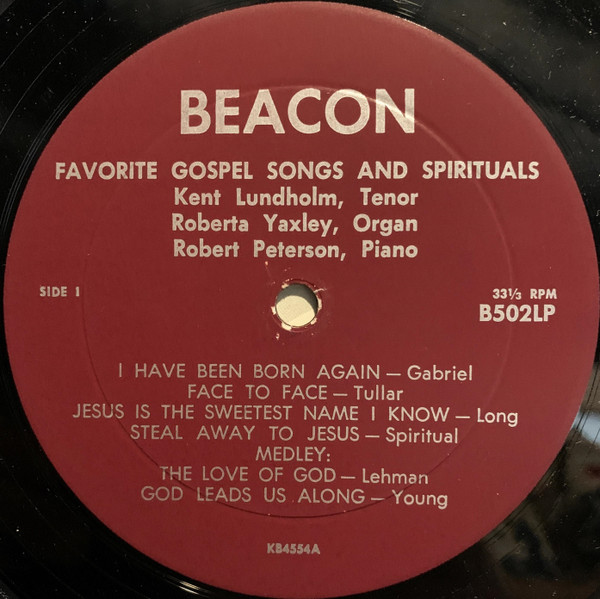 BEACON
FAVORITE GOSPEL SONGS AND SPIRITUALS
Kent Lundholm, Tenor
Roberta Yaxley, Organ
Robert Peterson, Piano
SIDE 1
33⅓ RPM
B502LP
I HAVE BEEN BORN AGAIN — Gabriel
FACE TO FACE — Tullar
JESUS IS THE SWEETEST NAME I KNOW — Long
STEAL AWAY TO JESUS — Spiritual
MEDLEY:
THE LOVE OF GOD — Lehman
GOD LEADS US ALONG — Young
KB4554A